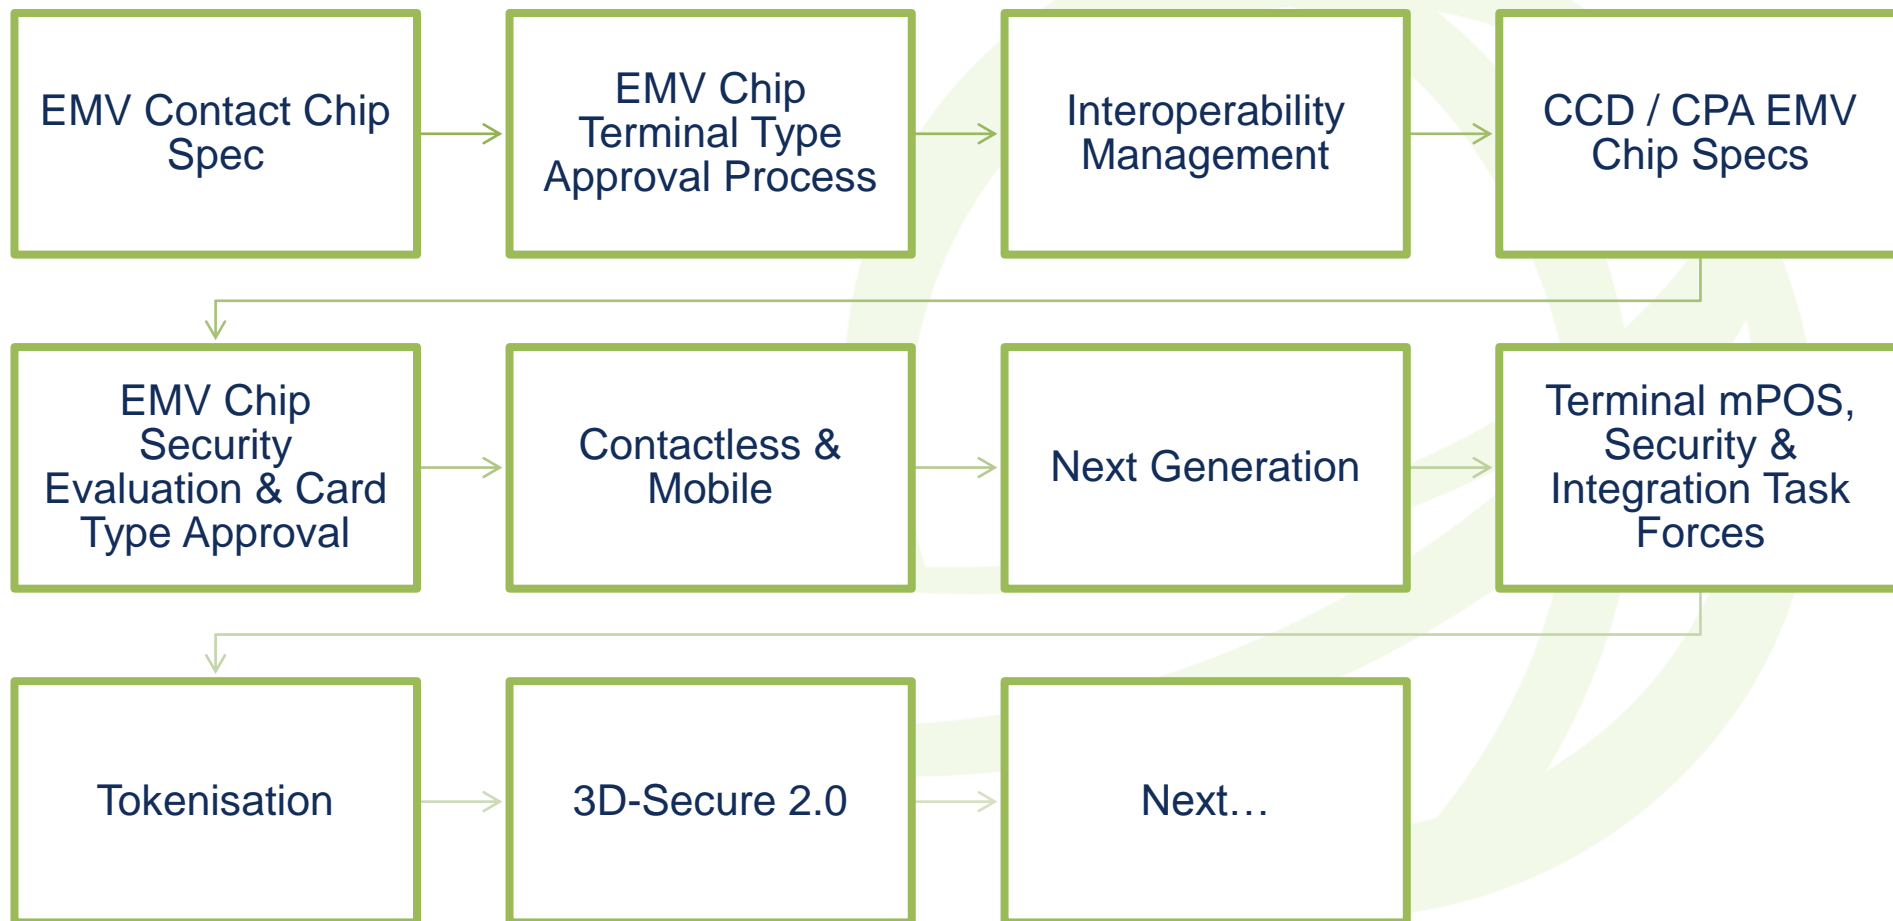 EMV Contact Chip
Spec
EMV Chip
Terminal Type
Approval Process
Interoperability
Management
CCD / CPA EMV
Chip Specs
EMV Chip
Security
Evaluation & Card
Type Approval
Contactless &
Mobile
Next Generation
Terminal mPOS,
Security &
Integration Task
Forces
Tokenisation
3D-Secure 2.0
Next…